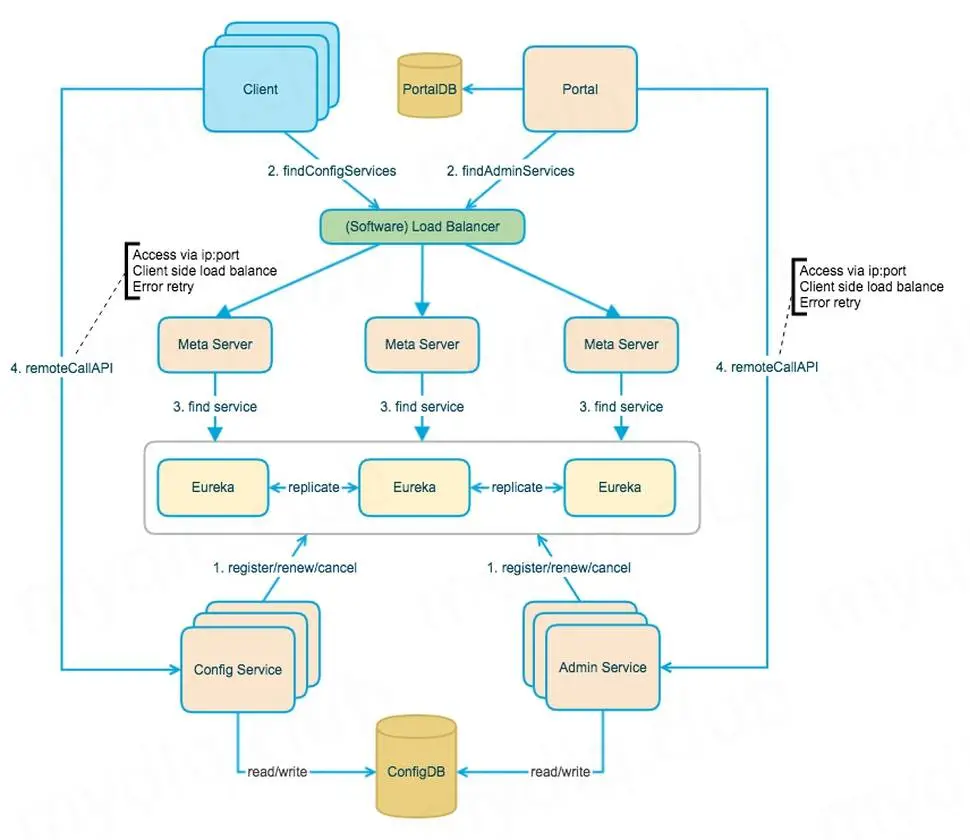 Client
PortalDB
Portal
2. findConfigServices
2. findAdminServices
(Software) Load Balancer
Access via ip:port
Client side load balance
Error retry
Access via ip:port
Client side load balance
Error retry
Meta Server
Meta Server
Meta Server
4. remoteCallAPI
4. remoteCallAPI
3. find service
3. find service
3. find service
Eureka
replicate
Eureka
replicate
Eureka
1. register/renew/cancel
1. register/renew/cancel
Config Service
Admin Service
read/write
ConfigDB
read/write